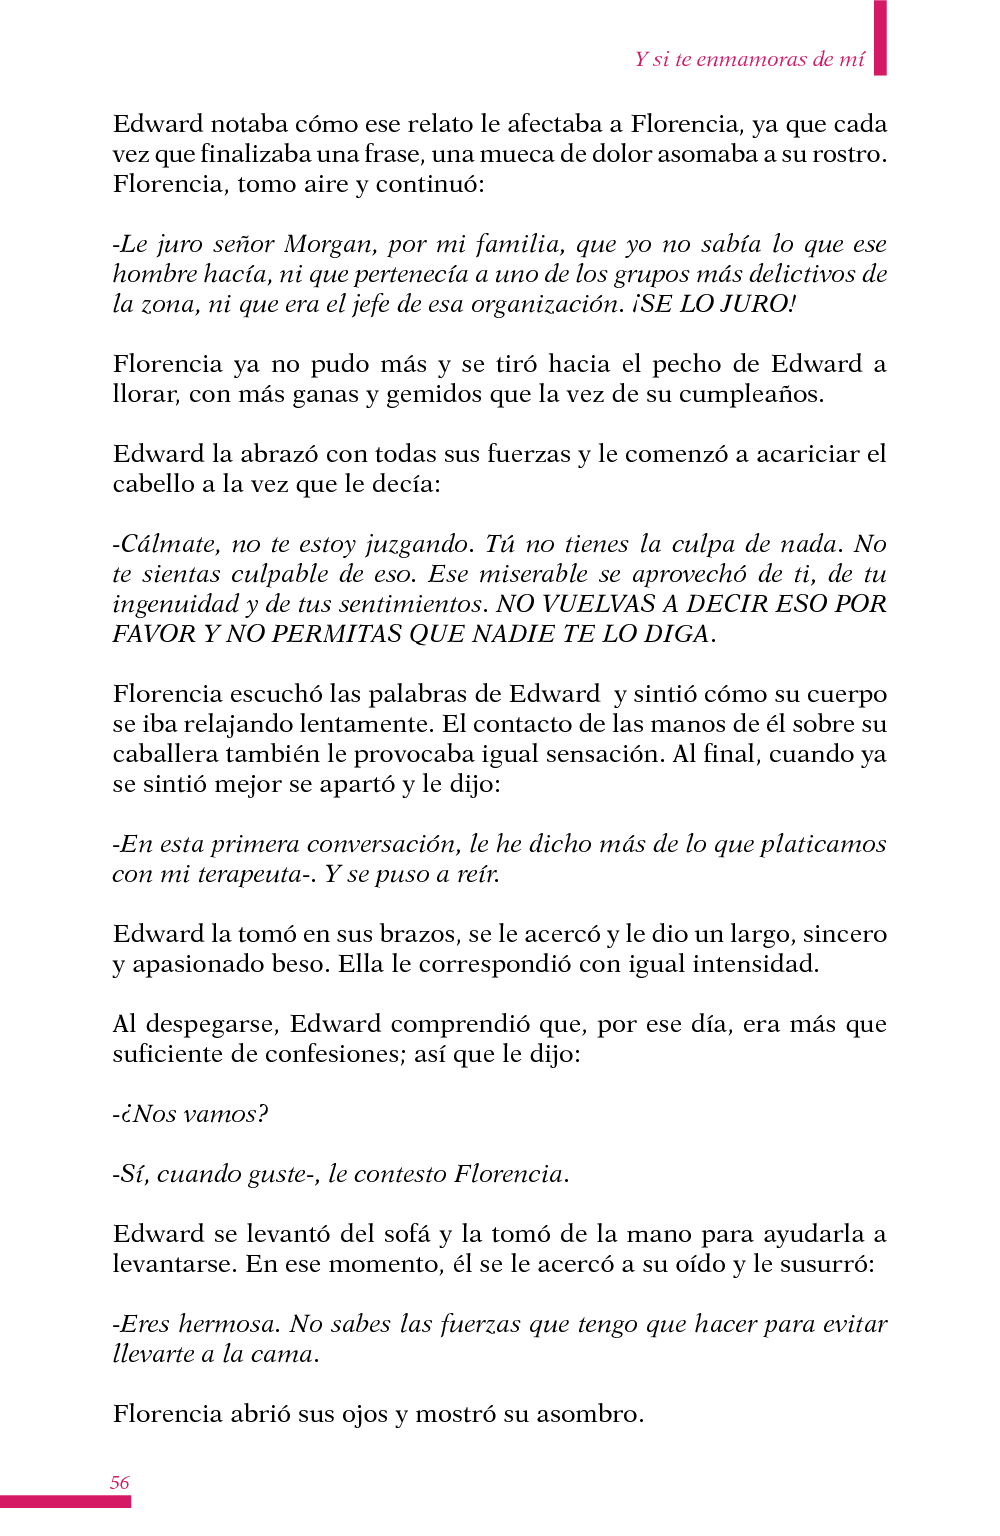 Y si te enmamoras de mí
Edward notaba cómo ese relato le afectaba a Florencia, ya que cada
vez que finalizaba una frase, una mueca de dolor asomaba a su rostro.
Florencia, tomo aire y continuó:
-Le juro señor Morgan, por mi familia, que yo no sabía lo que ese
hombre hacía, ni que pertenecía a uno de los grupos más delictivos de
la zona, ni que era el jefe de esa organización. ¡SE LO JURO!
Florencia ya no pudo más y se tiró hacia el pecho de Edward a
llorar, con más ganas y gemidos que la vez de su cumpleaños.
Edward la abrazó con todas sus fuerzas y le comenzó a acariciar el
cabello a la vez que le decía:
-Cálmate, no te estoy juzgando. Tú no tienes la culpa de nada. No
te sientas culpable de eso. Ese miserable se aprovechó de ti, de tu
ingenuidad y de tus sentimientos. NO VUELVAS A DECIR ESO POR
FAVOR Y NO PERMITAS QUE NADIE TE LO DIGA.
Florencia escuchó las palabras de Edward  y sintió cómo su cuerpo
se iba relajando lentamente. El contacto de las manos de él sobre su
caballera también le provocaba igual sensación. Al final, cuando ya
se sintió mejor se apartó y le dijo:
-En esta primera conversación, le he dicho más de lo que platicamos
con mi terapeuta-. Y se puso a reír.
Edward la tomó en sus brazos, se le acercó y le dio un largo, sincero
y apasionado beso. Ella le correspondió con igual intensidad.
Al despegarse, Edward comprendió que, por ese día, era más que
suficiente de confesiones; así que le dijo:
-¿Nos vamos?
-Sí, cuando guste-, le contesto Florencia.
Edward se levantó del sofá y la tomó de la mano para ayudarla a
levantarse. En ese momento, él se le acercó a su oído y le susurró:
-Eres hermosa. No sabes las fuerzas que tengo que hacer para evitar
llevarte a la cama.
Florencia abrió sus ojos y mostró su asombro.
56